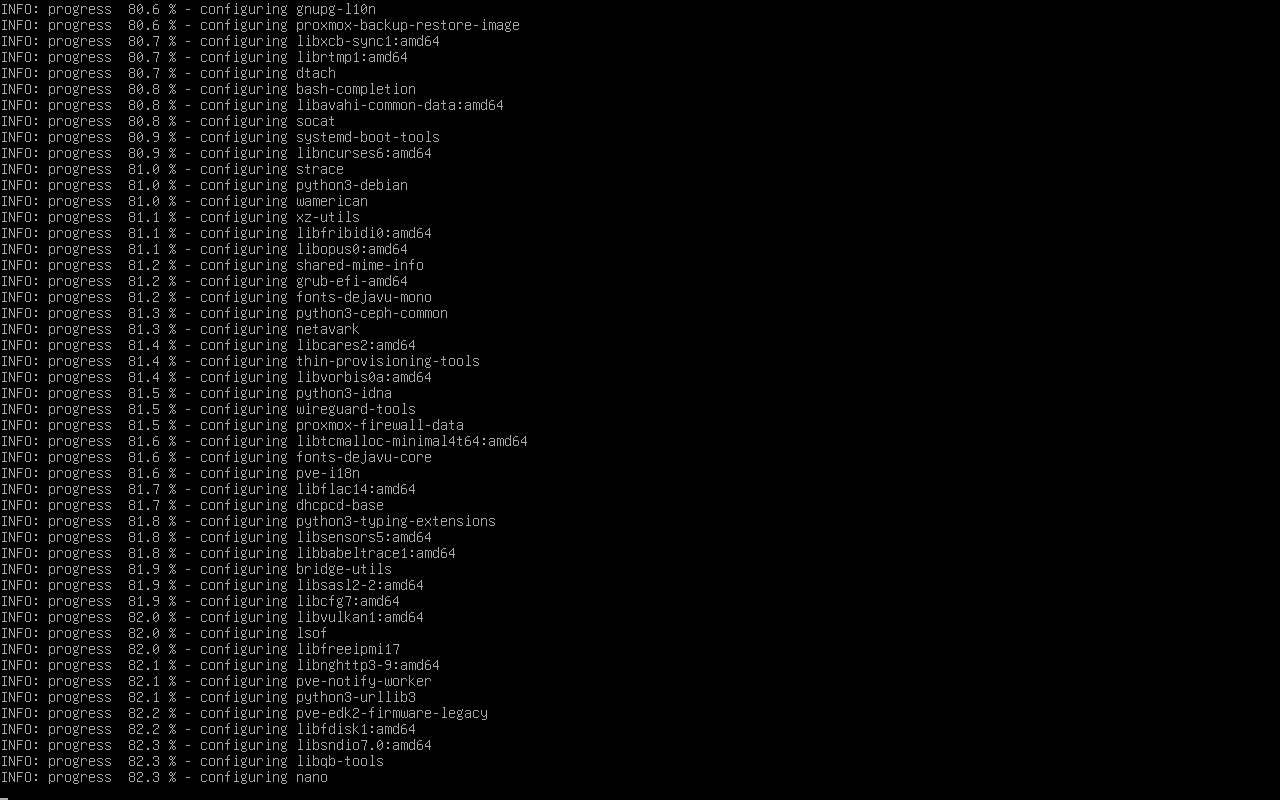 INFO: progress  80.6 % - configuring gnupg-l10n
INFO: progress  80.6 % - configuring proxmox-backup-restore-image
INFO: progress  80.7 % - configuring libxcb-sync1:amd64
INFO: progress  80.7 % - configuring librtmp1:amd64
INFO: progress  80.7 % - configuring dtach
INFO: progress  80.8 % - configuring bash-completion
INFO: progress  80.8 % - configuring libavahi-common-data:amd64
INFO: progress  80.8 % - configuring socat
INFO: progress  80.9 % - configuring systemd-boot-tools
INFO: progress  80.9 % - configuring libncurses6:amd64
INFO: progress  81.0 % - configuring strace
INFO: progress  81.0 % - configuring python3-debian
INFO: progress  81.0 % - configuring wamerican
INFO: progress  81.1 % - configuring xz-utils
INFO: progress  81.1 % - configuring libfribidi0:amd64
INFO: progress  81.1 % - configuring libopus0:amd64
INFO: progress  81.2 % - configuring shared-mime-info
INFO: progress  81.2 % - configuring grub-efi-amd64
INFO: progress  81.2 % - configuring fonts-dejavu-mono
INFO: progress  81.3 % - configuring python3-ceph-common
INFO: progress  81.3 % - configuring netavark
INFO: progress  81.4 % - configuring libcares2:amd64
INFO: progress  81.4 % - configuring thin-provisioning-tools
INFO: progress  81.4 % - configuring libvorbis0a:amd64
INFO: progress  81.5 % - configuring python3-idna
INFO: progress  81.5 % - configuring wireguard-tools
INFO: progress  81.5 % - configuring proxmox-firewall-data
INFO: progress  81.6 % - configuring libtcmalloc-minimal4t64:amd64
INFO: progress  81.6 % - configuring fonts-dejavu-core
INFO: progress  81.6 % - configuring pve-i18n
INFO: progress  81.7 % - configuring libflac14:amd64
INFO: progress  81.7 % - configuring dhcpcd-base
INFO: progress  81.8 % - configuring python3-typing-extensions
INFO: progress  81.8 % - configuring libsensors5:amd64
INFO: progress  81.8 % - configuring libbabeltrace1:amd64
INFO: progress  81.9 % - configuring bridge-utils
INFO: progress  81.9 % - configuring libsasl2-2:amd64
INFO: progress  81.9 % - configuring libcfg7:amd64
INFO: progress  82.0 % - configuring libvulkan1:amd64
INFO: progress  82.0 % - configuring lsof
INFO: progress  82.0 % - configuring libfreeipmi17
INFO: progress  82.1 % - configuring libnghttp3-9:amd64
INFO: progress  82.1 % - configuring pve-notify-worker
INFO: progress  82.1 % - configuring python3-urllib3
INFO: progress  82.2 % - configuring pve-edk2-firmware-legacy
INFO: progress  82.2 % - configuring libfdisk1:amd64
INFO: progress  82.3 % - configuring libsndio7.0:amd64
INFO: progress  82.3 % - configuring libqb-tools
INFO: progress  82.3 % - configuring nano